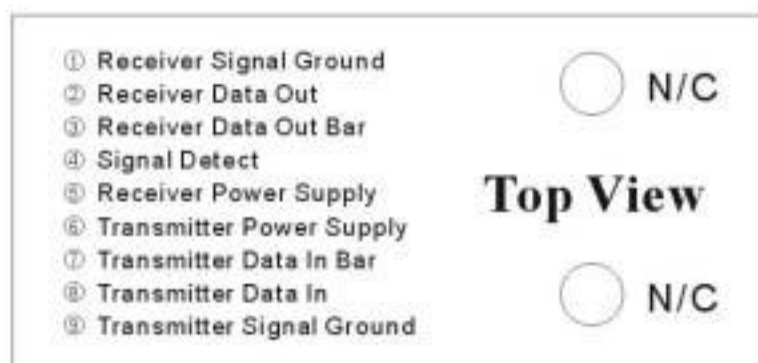 ① Receiver Signal Ground
② Receiver Data Out
③ Receiver Data Out Bar
④ Signal Detect
⑤ Receiver Power Supply
⑥ Transmitter Power Supply
⑦ Transmitter Data In Bar
⑧ Transmitter Data In
⑨ Transmitter Signal Ground
N/C
Top View
N/C